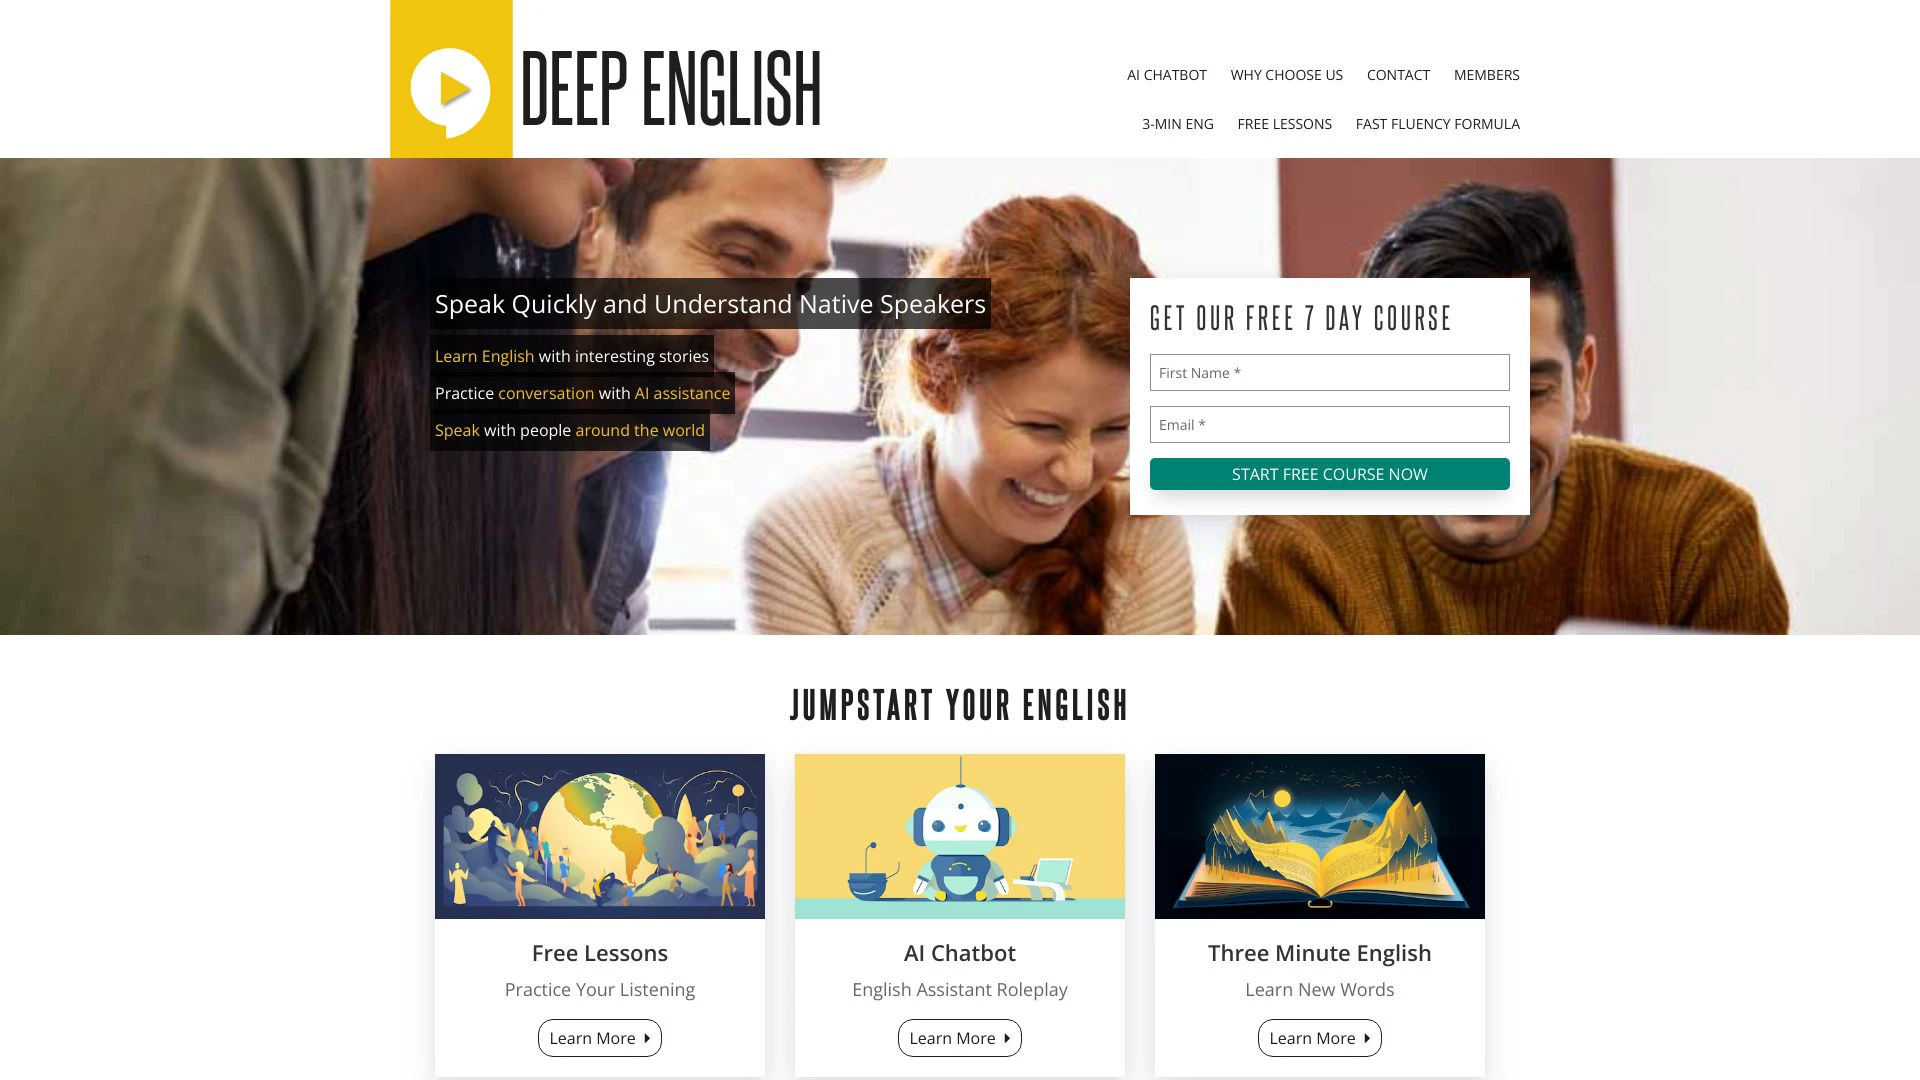 DEEP ENGLISH
AI CHATBOT WHY CHOOSE US CONTACT MEMBERS
3-MIN ENG FREE LESSONS FAST FLUENCY FORMULA
Speak Quickly and Understand Native Speakers
Learn English with interesting stories
Practice conversation with AI assistance
Speak with people around the world
GET OUR FREE 7 DAY COURSE
First Name *
Email *
START FREE COURSE NOW
JUMPSTART YOUR ENGLISH
Free Lessons
Practice Your Listening
Learn More
AI Chatbot
English Assistant Roleplay
Learn More
Three Minute English
Learn New Words
Learn More